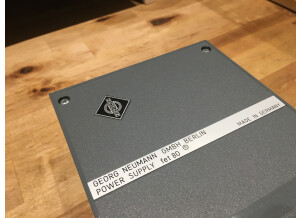 GEORG NEUMANN GMBH BERLIN
POWER SUPPLY fet 80 ®
MADE IN GERMANY